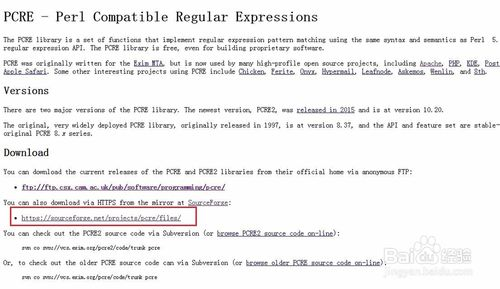 PCRE - Perl Compatible Regular Expressions
The PCRE library is a set of functions that implement regular expression pattern matching using the same syntax and semantics as Perl 5.
regular expression API. The PCRE library is free, even for building proprietary software.
PCRE was originally written for the Exim MTA, but is now used by many high-profile open source projects, including Apache, PHP, KDE, Post
Apple Safari. Some other interesting projects using PCRE include Chicken, Ferite, Onyx, Hypermail, Leafnode, Askemos, Wenlin, and 8th.
Versions
There are two major versions of the PCRE library. The newest version, PCRE2, was released in 2015 and is at version 10.20.
The original, very widely deployed PCRE library, originally released in 1997, is at version 8.37, and the API and feature set are stable-
original PCRE 8.x series.
Download
You can download the current releases of the PCRE and PCRE2 libraries from their official home via anonymous FTP:
ftp://ftp.csx.cam.ac.uk/pub/software/programming/pcre/
You can also download via HTTPS from the mirror at SourceForge:
https://sourceforge.net/projects/pcre/files/
You can check out the PCRE2 source code via Subversion (or browse PCRE2 source code on-line):
svn co svn://vcs.exim.org/pcre2/code/trunk pcre
Or, to check out the older PCRE source code via Subversion (or browse older PCRE source code on-line):
svn co svn://vcs.exim.org/pcre/code/trunk pcre
Baidu 经验
jingyan.baidu.com